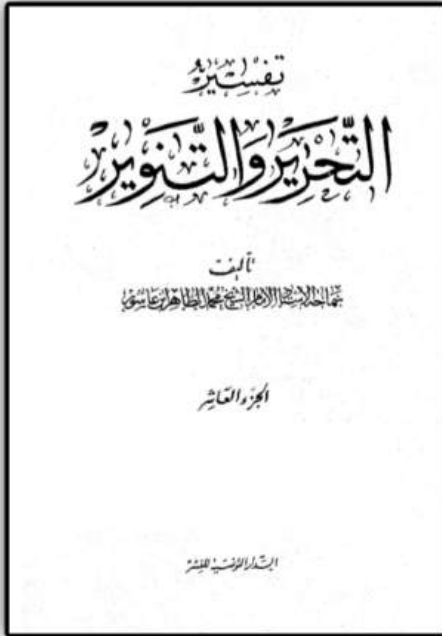 تفسير
التحرير والتنوير
تأليف
سماحة الأستاذ الإمام الشيخ محمد الطاهر ابن عاشور
الجزء العاشر
الدار التونسية للنشر